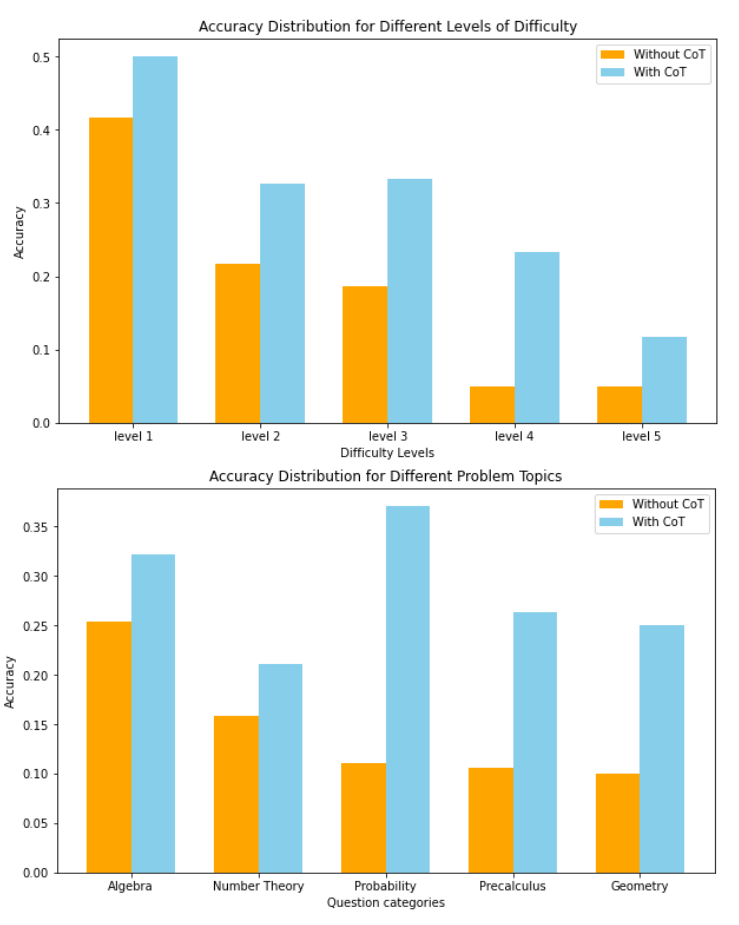 Accuracy Distribution for Different Levels of Difficulty
Without CoT
With CoT
0.5
0.4
0.3
0.2
0.1
0.0
Accuracy
level 1 level 2 level 3 level 4 level 5
Difficulty Levels
Accuracy Distribution for Different Problem Topics
Without CoT
With CoT
0.35
0.30
0.25
0.20
0.15
0.10
0.05
0.00
Accuracy
Algebra Number Theory Probability Precalculus Geometry
Question categories